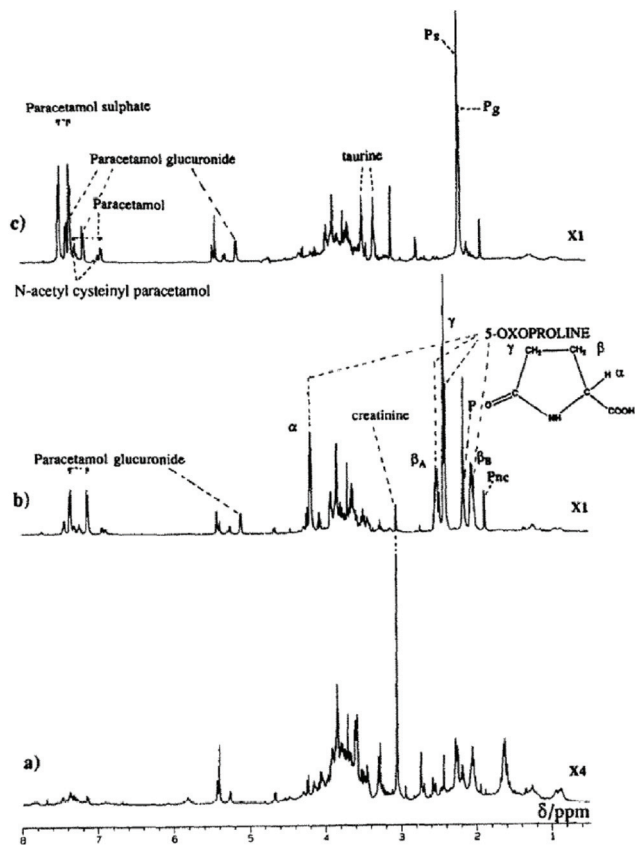 Ps
Pg
Paracetamol sulphate
Paracetamol glucuronide
taurine
Paracetamol
c)
X1
N-acetyl cysteinyl paracetamol
γ
5-OXOPROLINE
γ CH₂ CH₂ β
H α
O C C
NH COOH
P
creatinine
α
Paracetamol glucuronide
βA
βB
Pnc
b)
X1
a)
X4
δ/ppm
8 7 6 5 4 3 2 1